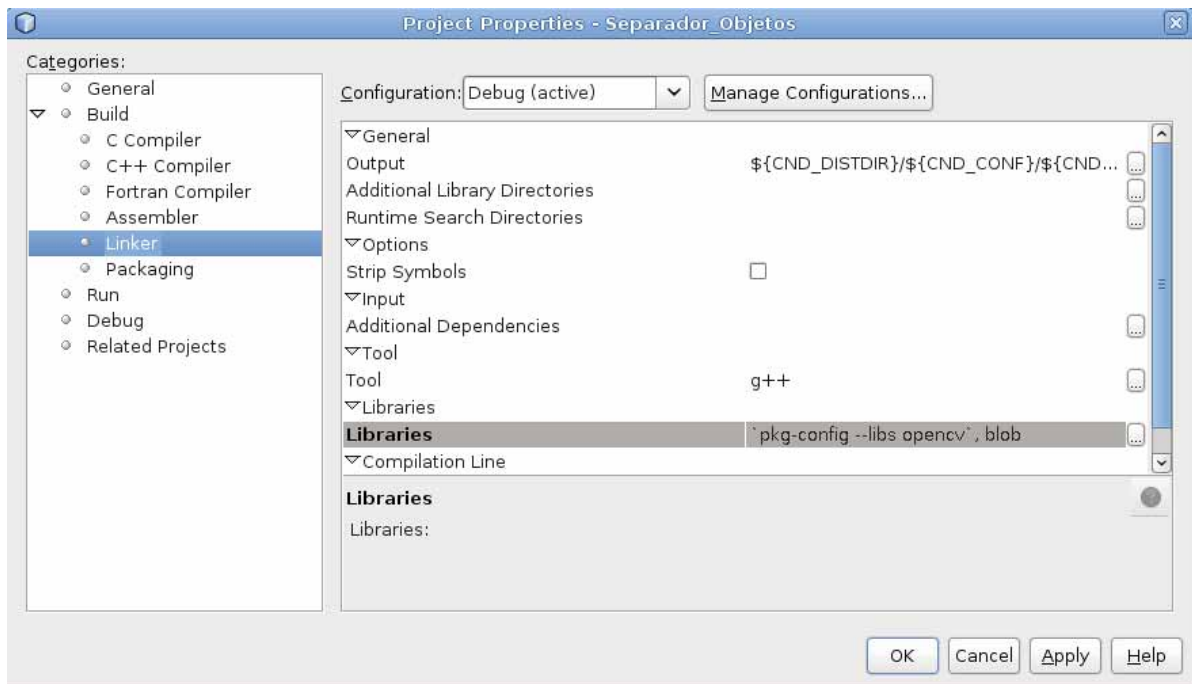 Project Properties - Separador_Objetos
Categories:
General
Build
C Compiler
C++ Compiler
Fortran Compiler
Assembler
Linker
Packaging
Run
Debug
Related Projects
Configuration: Debug (active) Manage Configurations...
General
Output ${CND_DISTDIR}/${CND_CONF}/${CND... ...
Additional Library Directories ...
Runtime Search Directories ...
Options
Strip Symbols
Input
Additional Dependencies ...
Tool
Tool g++ ...
Libraries
Libraries `pkg-config --libs opencv`, blob ...
Compilation Line
Libraries
Libraries:
OK Cancel Apply Help